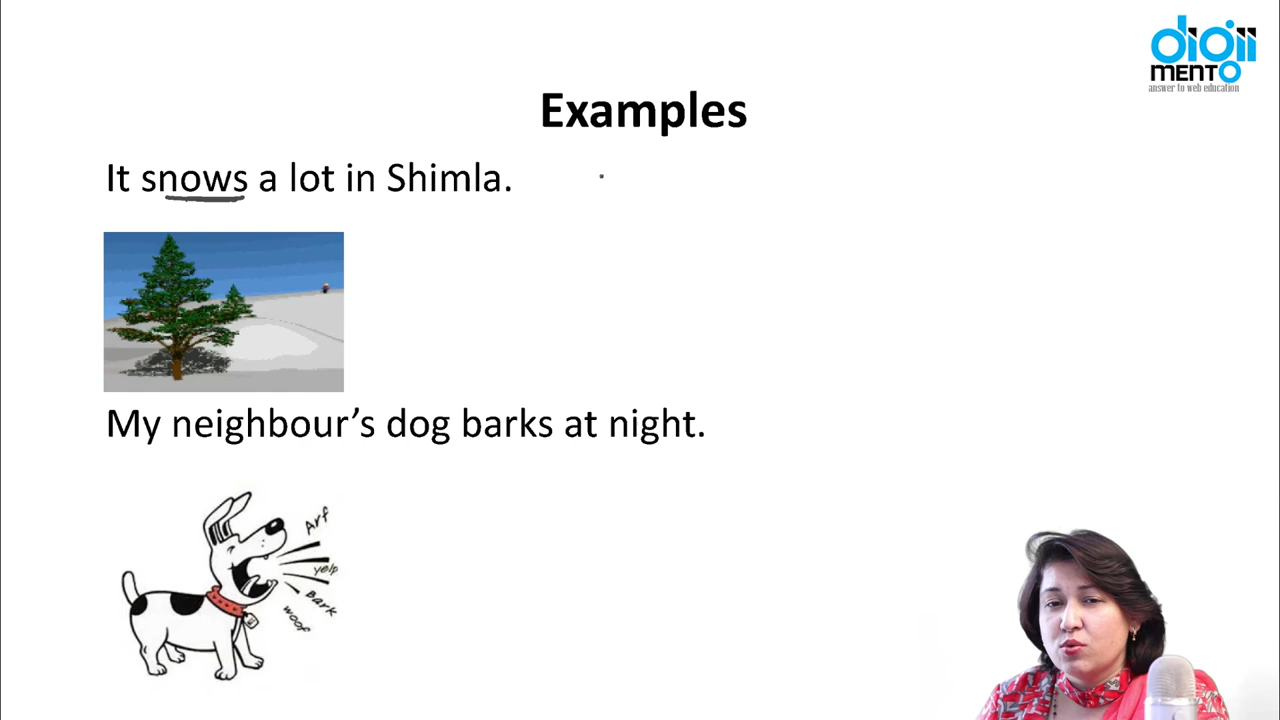 digii
MENTO
answer to web education
Examples
It snows a lot in Shimla.
My neighbour’s dog barks at night.
Arf
yelp
Bark
woof